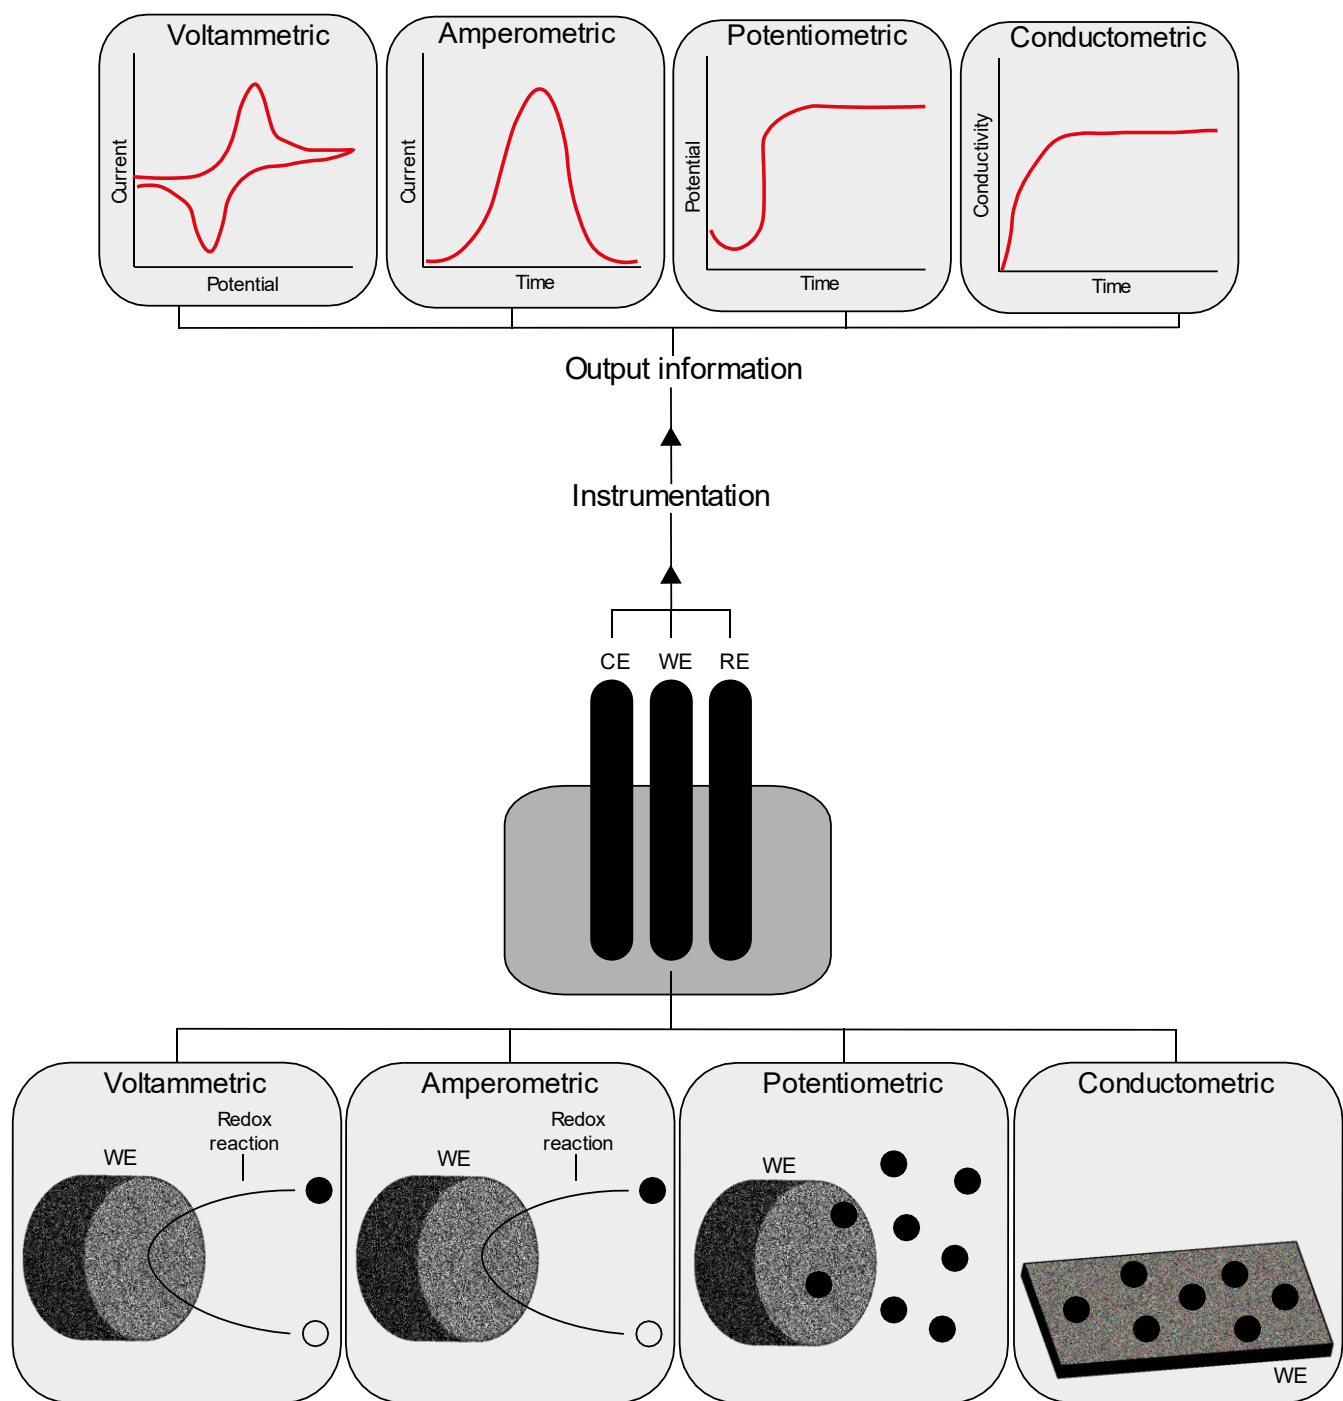 Voltammetric
Current
Potential
Amperometric
Current
Time
Potentiometric
Potential
Time
Conductometric
Conductivity
Time
Output information
Instrumentation
CE WE RE
Voltammetric
Redox
reaction
WE
Amperometric
Redox
reaction
WE
Potentiometric
WE
Conductometric
WE